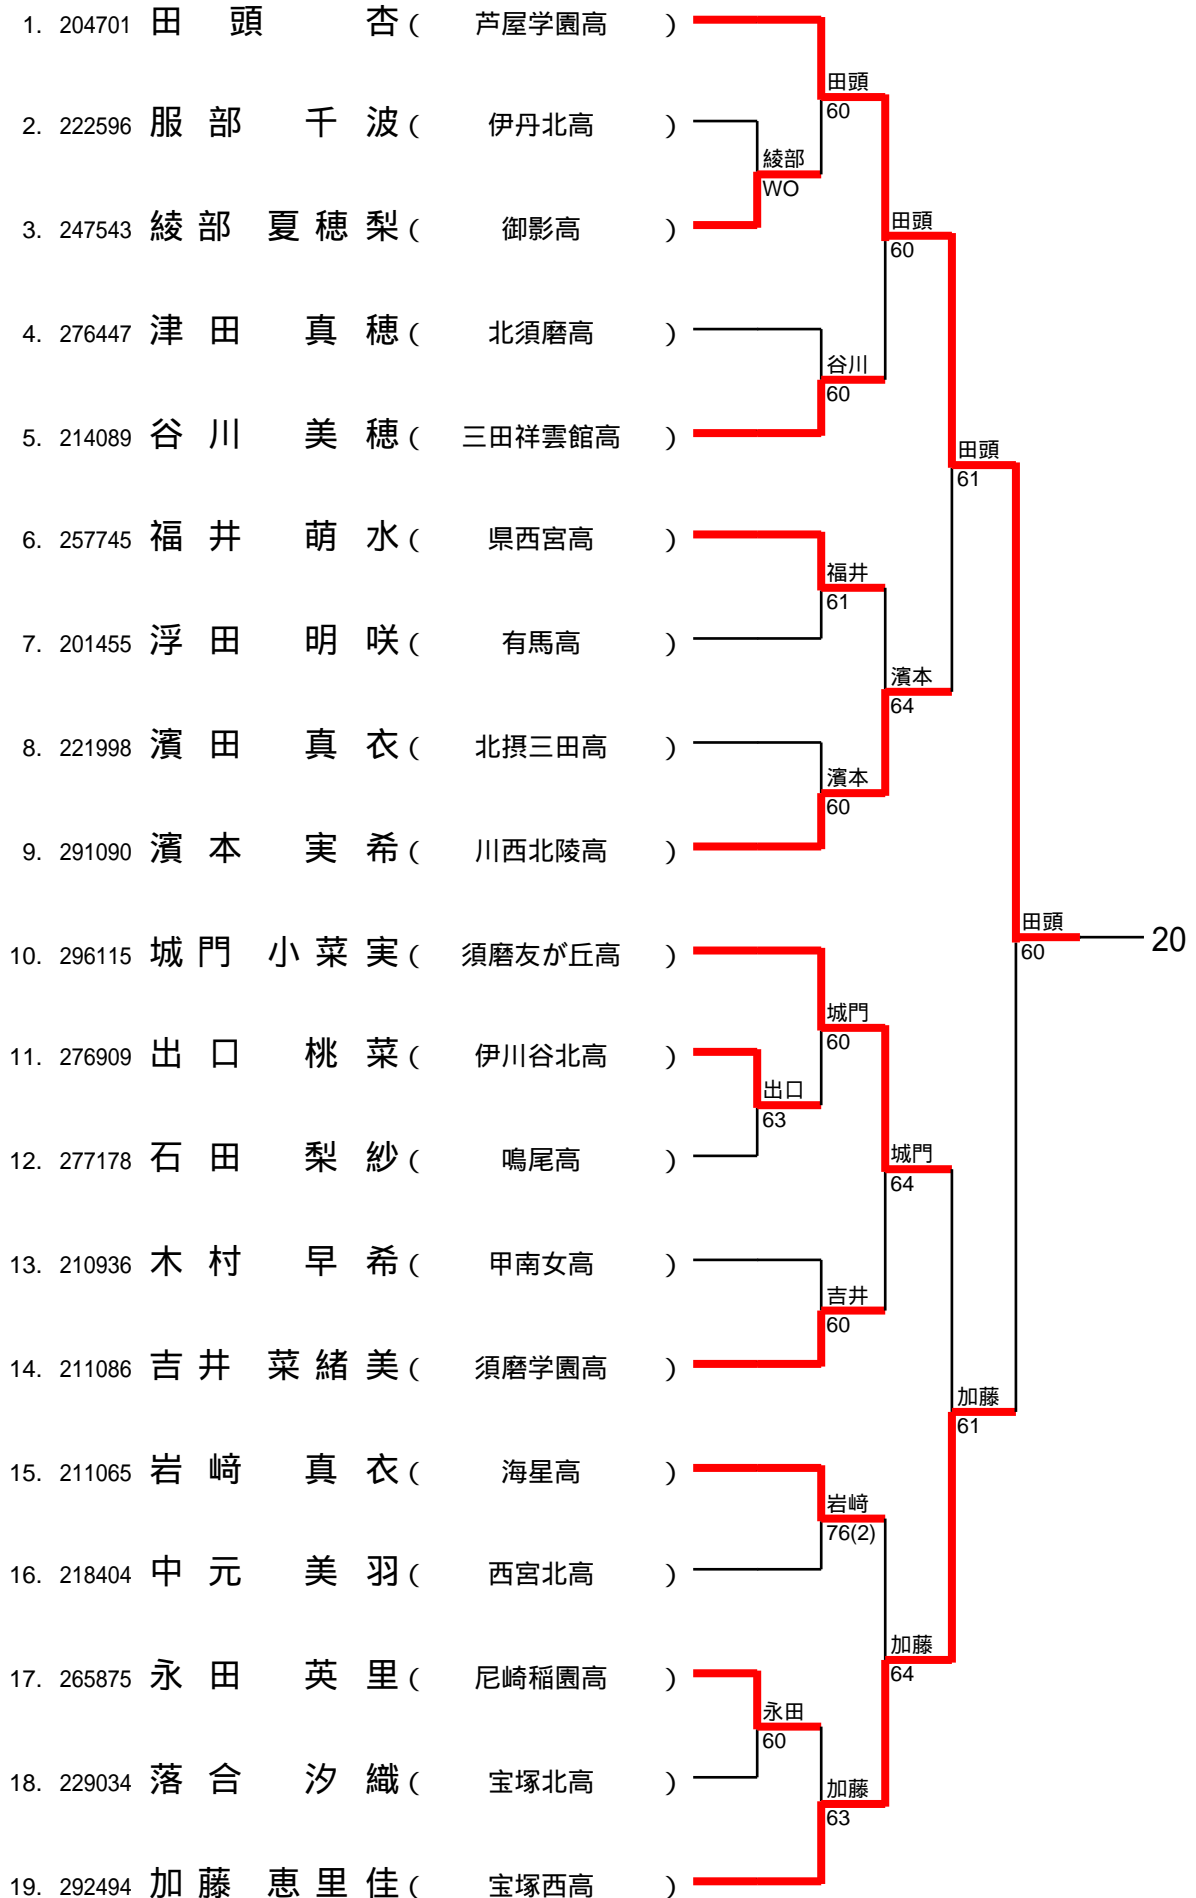 1. 204701 田 頭 杏 ( 芦屋学園高 )
田頭
60
2. 222596 服 部 千 波 ( 伊丹北高 )
綾部
WO
3. 247543 綾 部 夏 穂 梨 ( 御影高 )
田頭
60
4. 276447 津 田 真 穂 ( 北須磨高 )
谷川
60
5. 214089 谷 川 美 穂 ( 三田祥雲館高 )
田頭
61
6. 257745 福 井 萌 水 ( 県西宮高 )
福井
61
7. 201455 浮 田 明 咲 ( 有馬高 )
濱本
64
8. 221998 濱 田 真 衣 ( 北摂三田高 )
濱本
60
9. 291090 濱 本 実 希 ( 川西北陵高 )
田頭
60
20
10. 296115 城 門 小 菜 実 ( 須磨友が丘高 )
城門
60
11. 276909 出 口 桃 菜 ( 伊川谷北高 )
出口
63
12. 277178 石 田 梨 紗 ( 鳴尾高 )
城門
64
13. 210936 木 村 早 希 ( 甲南女高 )
吉井
60
14. 211086 吉 井 菜 緒 美 ( 須磨学園高 )
加藤
61
15. 211065 岩 﨑 真 衣 ( 海星高 )
岩﨑
76(2)
16. 218404 中 元 美 羽 ( 西宮北高 )
加藤
64
17. 265875 永 田 英 里 ( 尼崎稲園高 )
永田
60
18. 229034 落 合 汐 織 ( 宝塚北高 )
加藤
63
19. 292494 加 藤 恵 里 佳 ( 宝塚西高 )